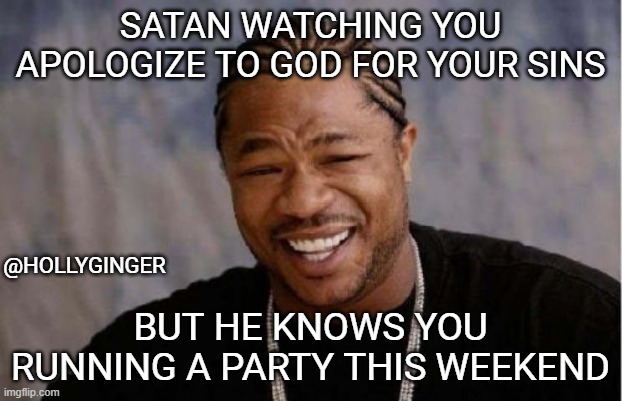 SATAN WATCHING YOU
APOLOGIZE TO GOD FOR YOUR SINS
@HOLLYGINGER
BUT HE KNOWS YOU
RUNNING A PARTY THIS WEEKEND
imgflip.com